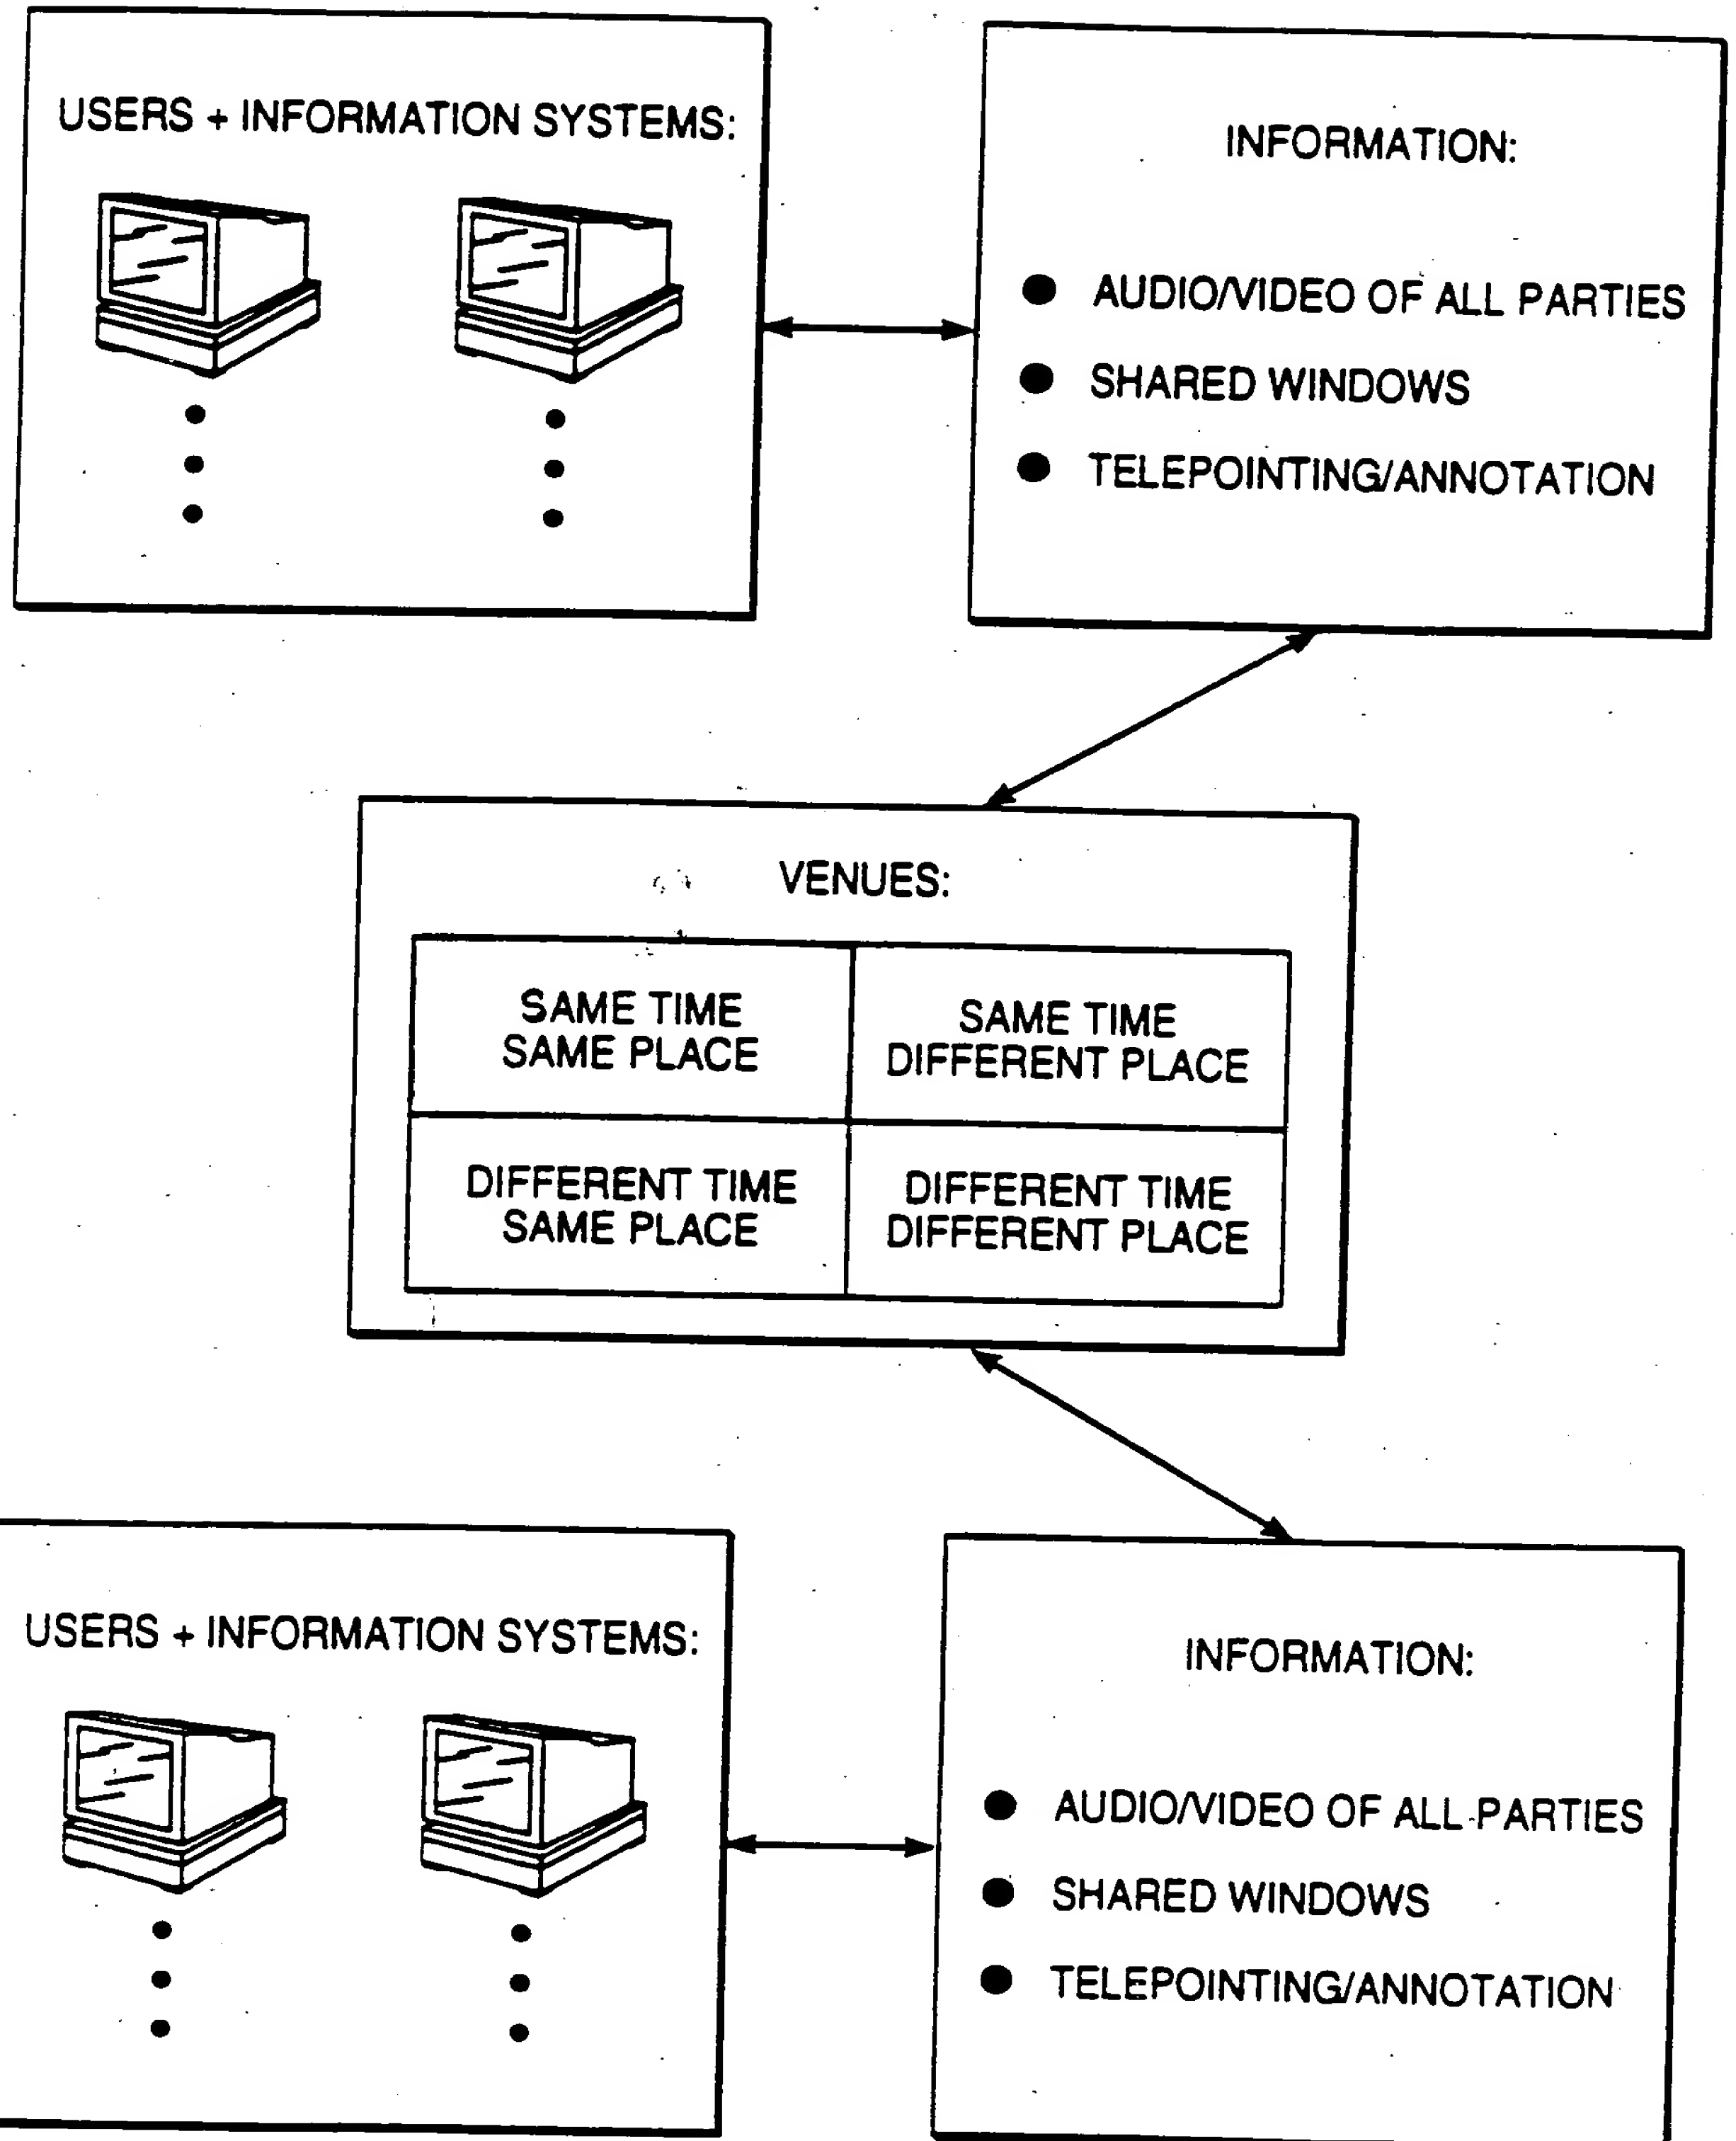 USERS + INFORMATION SYSTEMS:
INFORMATION:
● AUDIO/VIDEO OF ALL PARTIES
● SHARED WINDOWS
● TELEPOINTING/ANNOTATION
VENUES:
SAME TIME
SAME PLACE
SAME TIME
DIFFERENT PLACE
DIFFERENT TIME
SAME PLACE
DIFFERENT TIME
DIFFERENT PLACE
USERS + INFORMATION SYSTEMS:
INFORMATION:
● AUDIO/VIDEO OF ALL PARTIES
● SHARED WINDOWS
● TELEPOINTING/ANNOTATION